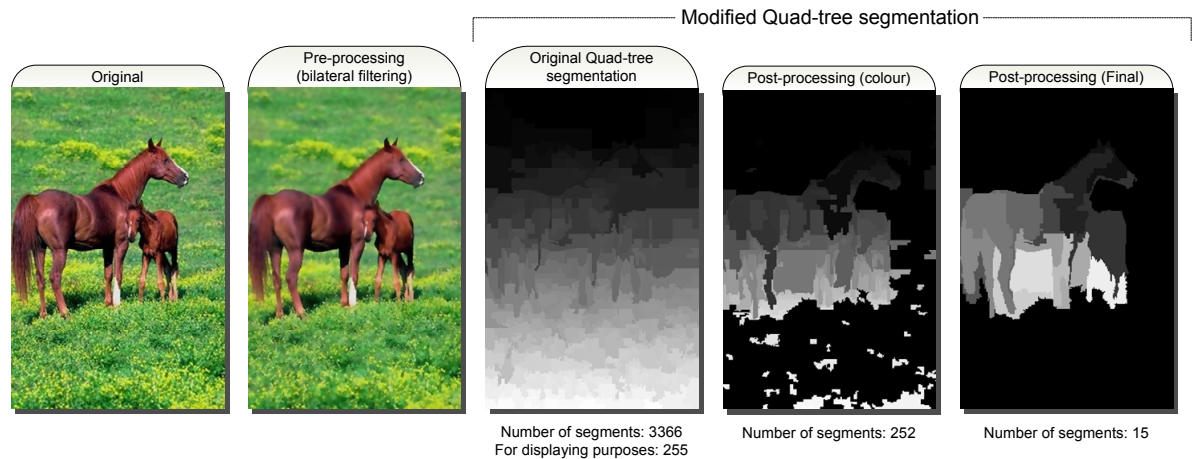 Modified Quad-tree segmentation
Original
Pre-processing
(bilateral filtering)
Original Quad-tree
segmentation
Post-processing (colour)
Post-processing (Final)
Number of segments: 3366
For displaying purposes: 255
Number of segments: 252
Number of segments: 15